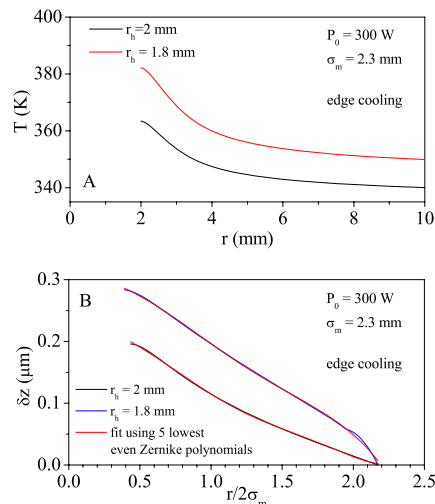 r_h=2 mm
r_h = 1.8 mm
P_0 = 300 W
σ_m = 2.3 mm
edge cooling
400
380
360
340
T (K)
A
0 2 4 6 8 10
r (mm)
B
P_0 = 300 W
σ_m = 2.3 mm
edge cooling
0.3
0.2
0.1
0.0
δz (μm)
r_h = 2 mm
r_h = 1.8 mm
fit using 5 lowest
even Zernike polynomials
0.0 0.5 1.0 1.5 2.0 2.5
r/2σ_m